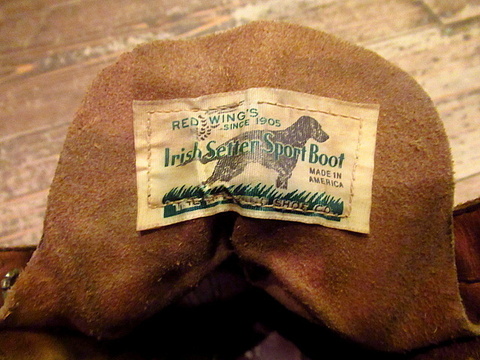 RED WING'S
SINCE 1905
Irish Setter Sport Boot
MADE IN
AMERICA